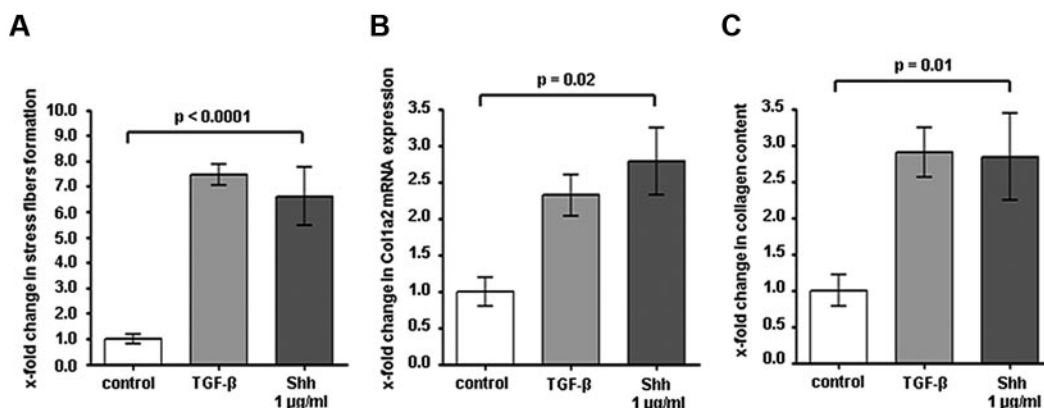 A
x-fold change in stress fibers formation
p < 0.0001
10.0
9.0
8.0
7.0
6.0
5.0
4.0
3.0
2.0
1.0
0.0
control
TGF-β
Shh
1 µg/ml
B
x-fold change in Col1a2 mRNA expression
p = 0.02
3.5
3.0
2.5
2.0
1.5
1.0
0.5
0.0
control
TGF-β
Shh
1 µg/ml
C
x-fold change in collagen content
p = 0.01
3.5
3.0
2.5
2.0
1.5
1.0
0.5
0.0
control
TGF-β
Shh
1 µg/ml